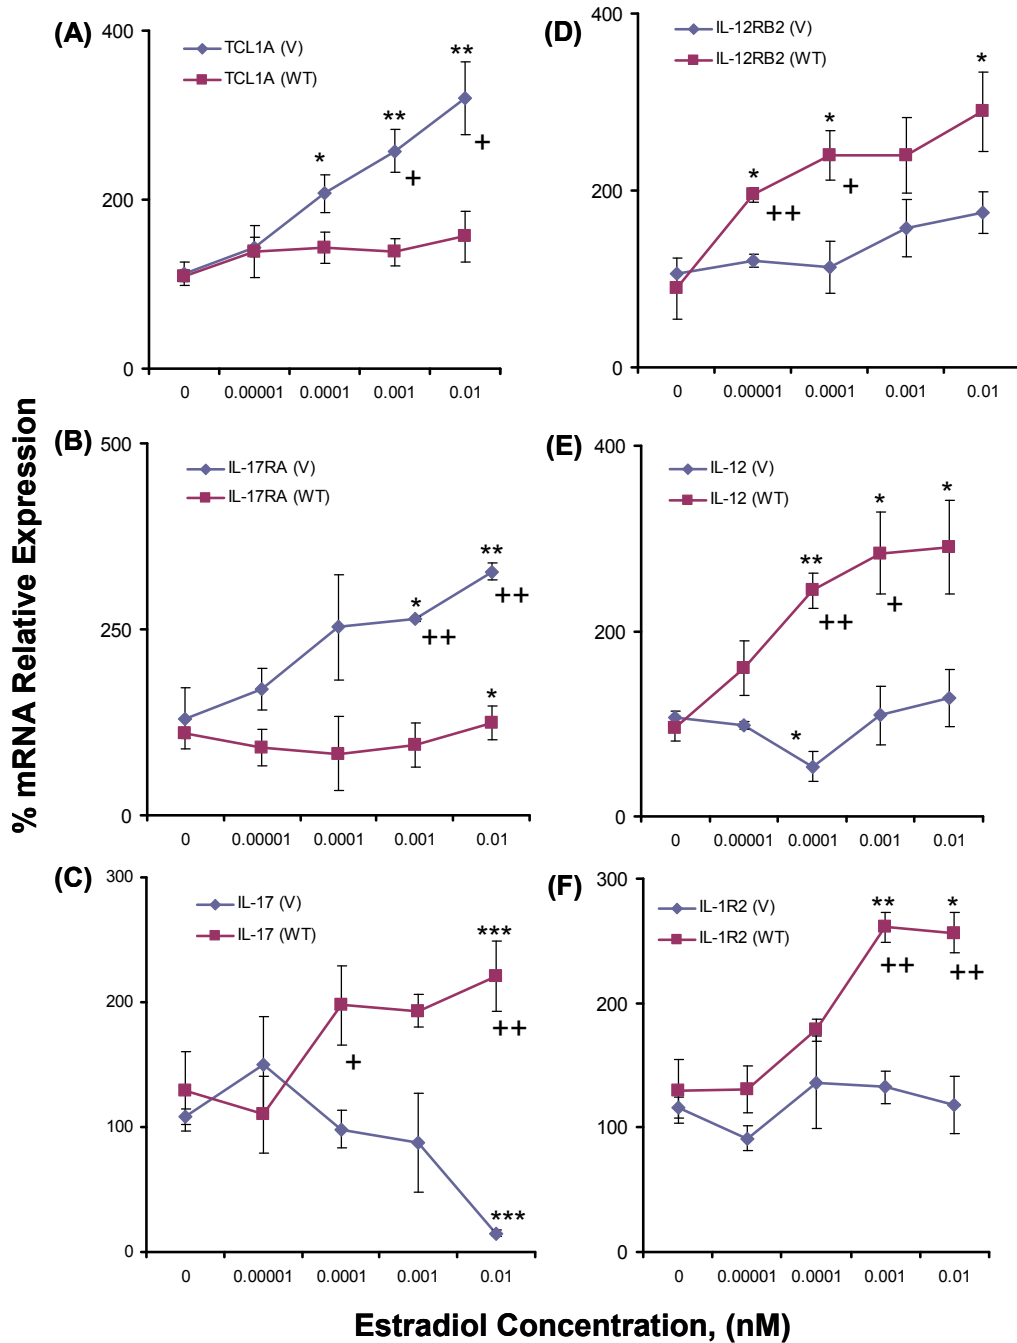 % mRNA Relative Expression
(A)
400
200
0
TCL1A (V)
TCL1A (WT)
*
**
+
**
+
0 0.00001 0.0001 0.001 0.01
(B)
500
250
0
IL-17RA (V)
IL-17RA (WT)
*
++
**
++
*
0 0.00001 0.0001 0.001 0.01
(C)
300
200
100
0
IL-17 (V)
IL-17 (WT)
+
***
++
***
0 0.00001 0.0001 0.001 0.01
(D)
400
200
0
IL-12RB2 (V)
IL-12RB2 (WT)
*
++
*
+
*
0 0.00001 0.0001 0.001 0.01
(E)
400
200
0
IL-12 (V)
IL-12 (WT)
**
++
*
+
*
*
0 0.00001 0.0001 0.001 0.01
(F)
300
200
100
0
IL-1R2 (V)
IL-1R2 (WT)
**
++
*
++
0 0.00001 0.0001 0.001 0.01
Estradiol Concentration, (nM)